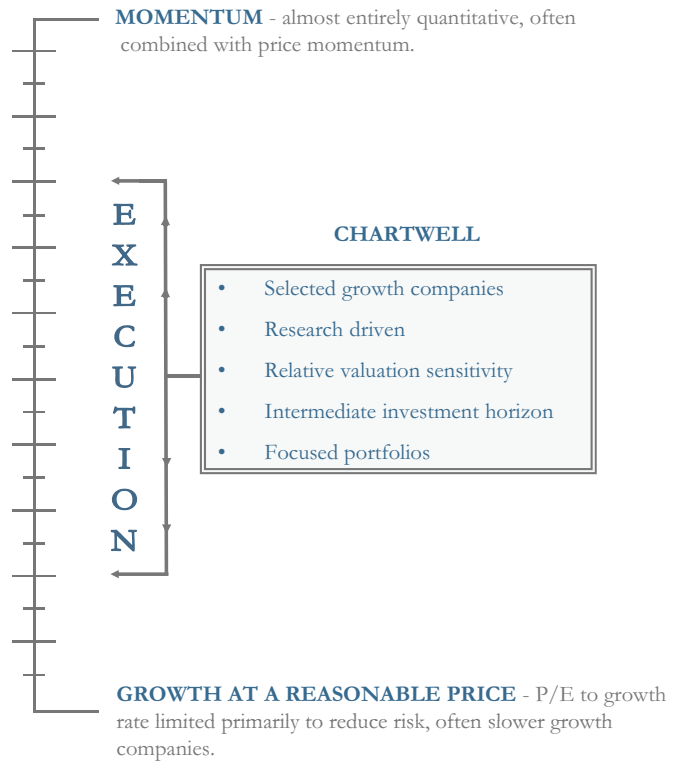 MOMENTUM - almost entirely quantitative, often
combined with price momentum.
EXECUTION
CHARTWELL
• Selected growth companies
• Research driven
• Relative valuation sensitivity
• Intermediate investment horizon
• Focused portfolios
GROWTH AT A REASONABLE PRICE - P/E to growth
rate limited primarily to reduce risk, often slower growth
companies.